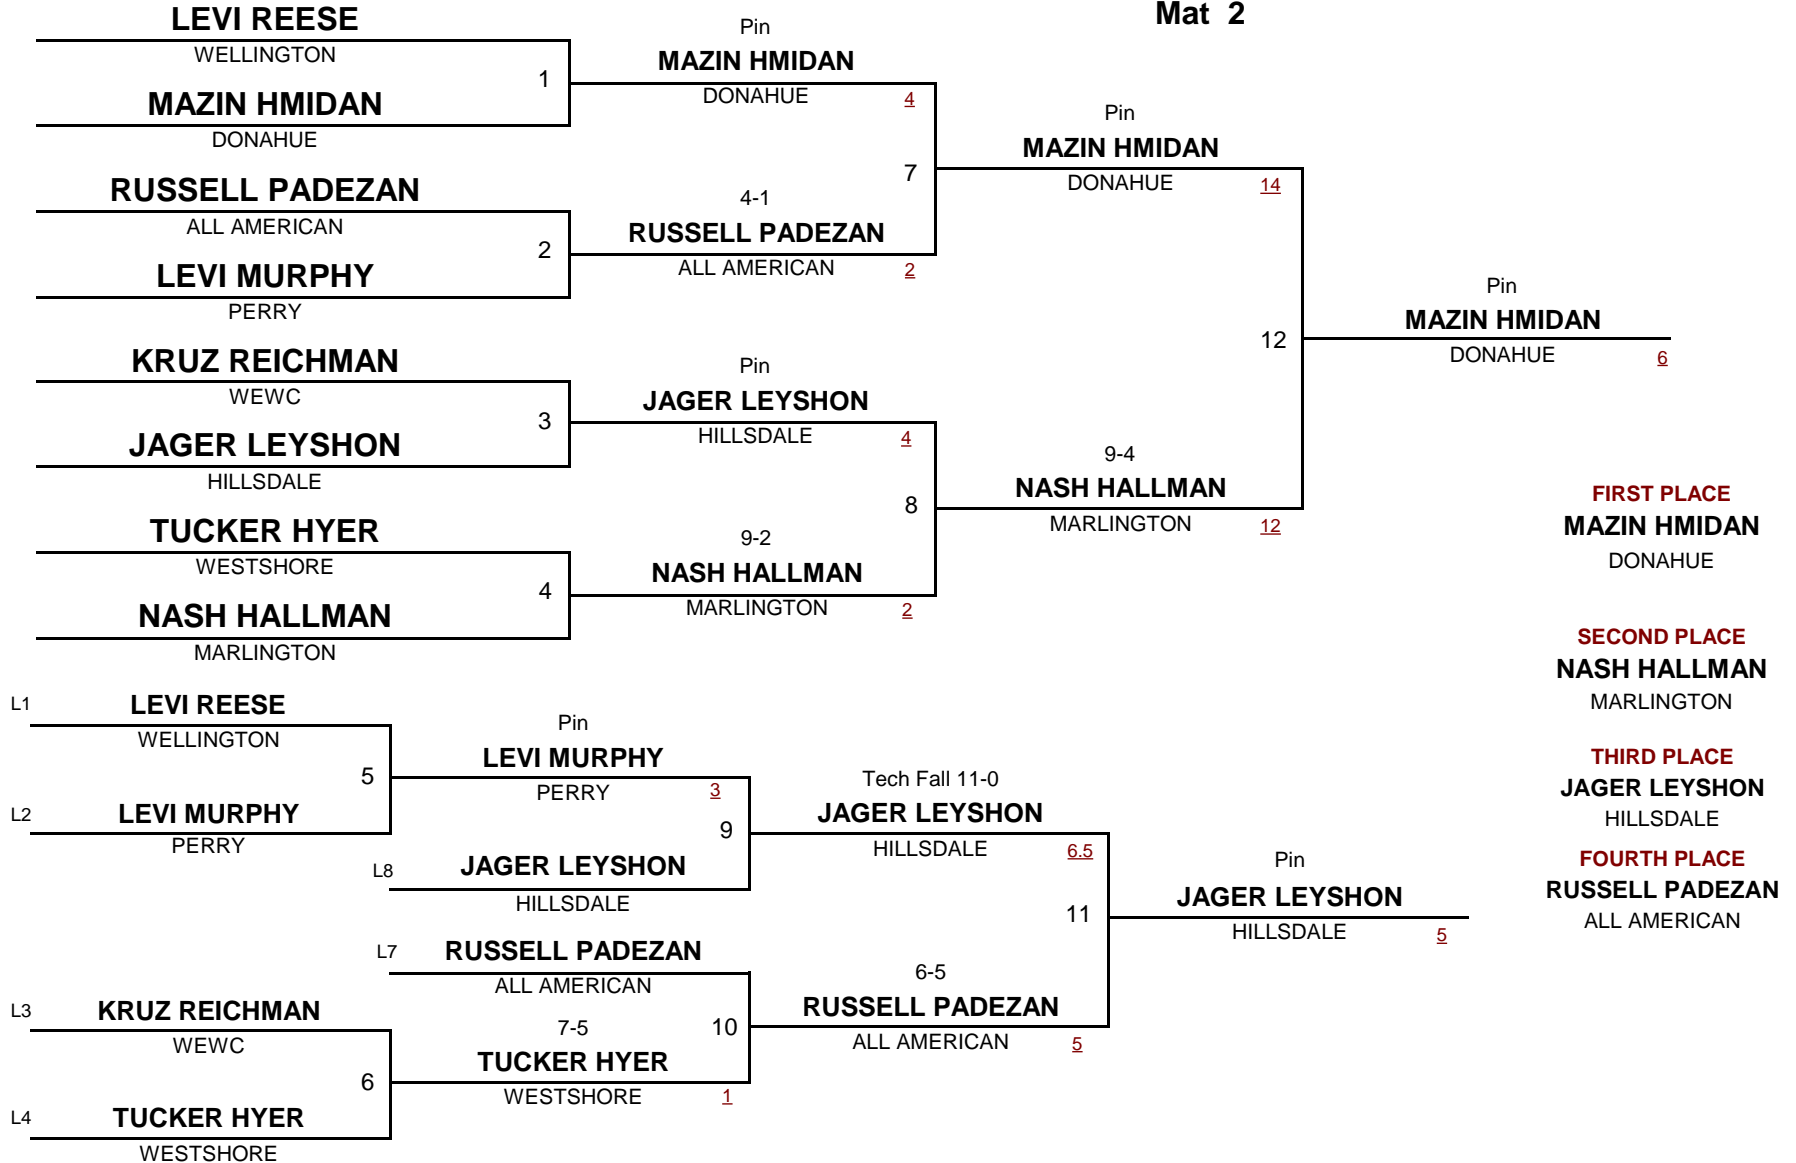 Mat 2
LEVI REESE
WELLINGTON
1
MAZIN HMIDAN
DONAHUE
RUSSELL PADEZAN
ALL AMERICAN
2
LEVI MURPHY
PERRY
KRUZ REICHMAN
WEWC
3
JAGER LEYSHON
HILLSDALE
TUCKER HYER
WESTSHORE
4
NASH HALLMAN
MARLINGTON
Pin
MAZIN HMIDAN
DONAHUE 4
7
4-1
RUSSELL PADEZAN
ALL AMERICAN 2
Pin
JAGER LEYSHON
HILLSDALE 4
8
9-2
NASH HALLMAN
MARLINGTON 2
Pin
MAZIN HMIDAN
DONAHUE 14
12
9-4
NASH HALLMAN
MARLINGTON 12
Pin
MAZIN HMIDAN
DONAHUE 6
FIRST PLACE
MAZIN HMIDAN
DONAHUE
SECOND PLACE
NASH HALLMAN
MARLINGTON
THIRD PLACE
JAGER LEYSHON
HILLSDALE
FOURTH PLACE
RUSSELL PADEZAN
ALL AMERICAN
L1 LEVI REESE
WELLINGTON
5
L2 LEVI MURPHY
PERRY
L3 KRUZ REICHMAN
WEWC
6
L4 TUCKER HYER
WESTSHORE
Pin
LEVI MURPHY
PERRY 3
9
L8 JAGER LEYSHON
HILLSDALE
L7 RUSSELL PADEZAN
ALL AMERICAN
7-5 10
TUCKER HYER
WESTSHORE 1
Tech Fall 11-0
JAGER LEYSHON
HILLSDALE 6.5
11
6-5
RUSSELL PADEZAN
ALL AMERICAN 5
Pin
JAGER LEYSHON
HILLSDALE 5